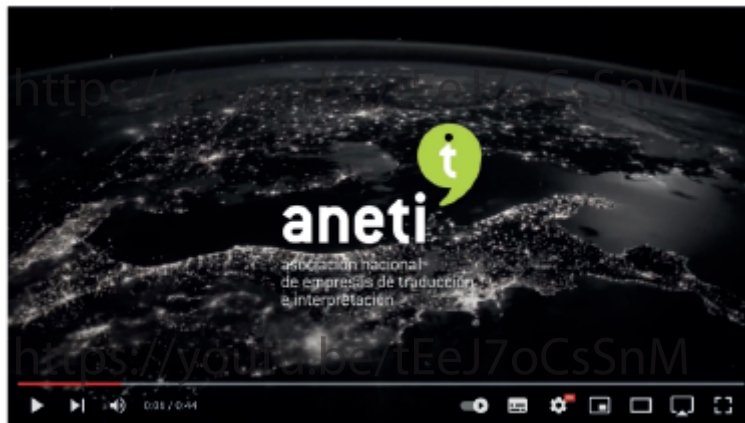 https://youtu.be/tEeJ7oCsSnM
t
aneti
asociación nacional
de empresas de traducción
e interpretación
https://youtu.be/tEeJ7oCsSnM
0:06 / 0:44